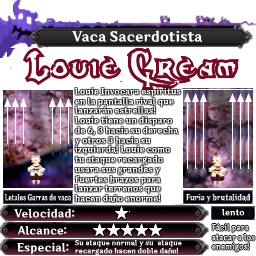 Vaca Sacerdotista
Louie Cream
Louie Invocara espiritus
en la pantalla rival que
lanzarán estrellas!
Louie tiene un disparo
de 6, 3 hacia su derecha
y otros 3 hacia su
izquierda! Louie como
tu ataque recargado
usara sus grandes y
fuertes brazos para
lanzar terrenos que
hacen daño enorme!
Letales Garras de vaca
Furia y brutalidad
Velocidad:
lento
Alcance:
Fácil para
atacar a los
enemigos!
Especial:
Su ataque normal y su ataque
recargado hacen doble daño!